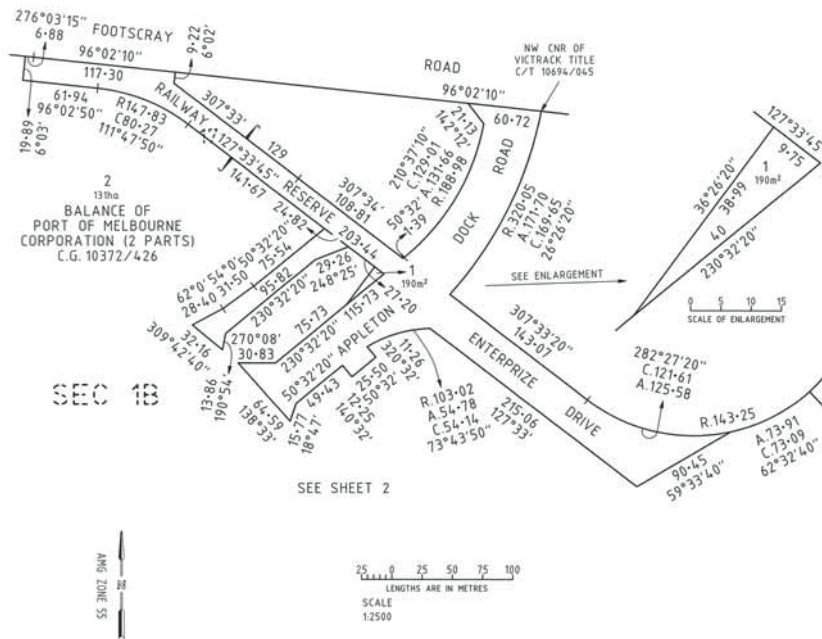 276°03'15"
6·88
FOOTSCRAY
96°02'10"
117·30
9·22
6°02'
ROAD
96°02'10"
NW CNR OF
VICTRACK TITLE
C/T 10694/045
60·72
61·94
96°02'50"
R147·83
C80·27
111°47'50"
19·89
6°03'
RAILWAY
127°33'45"
RESERVE
307°33'
129
141·67
307°34'
108·81
203·44
24·82
21·13
142°12'
210°37'10"
C.129·01
A.131·66
R.188·98
50°32'
1·39
DOCK
ROAD
R.320·05
A.171·70
C.169·65
26°26'20"
127°33'45"
9·75
1
190m²
36°26'20"
38·99
40
230°32'20"
SEE ENLARGEMENT
0 5 10 15
SCALE OF ENLARGEMENT
2
131ha
BALANCE OF
PORT OF MELBOURNE
CORPORATION (2 PARTS)
C.G. 10372/426
62°0'54"
28·40
31·50
50°32'20"
75·54
95·82
230°32'20"
29·26
248°25'
1
190m²
27·20
32·16
309°42'40"
13·86
190°54'
270°08'
30·83
75·73
230°32'20"
115·73
50°32'20"
APPLETON
49·43
64·59
138°33'
15·77
18°47'
12·25
140°32'
25·50
50°32'
11·26
320°32'
R.103·02
A.54·78
C.54·14
73°43'50"
307°33'20"
143·07
ENTERPRIZE
DRIVE
215·06
127°33'
282°27'20"
C.121·61
A.125·58
R.143·25
A.73·91
C.73·09
62°32'40"
90·45
59°33'40"
SEC 1B
SEE SHEET 2
AMG ZONE 55
N
25 0 25 50 75 100
LENGTHS ARE IN METRES
SCALE
1:2500